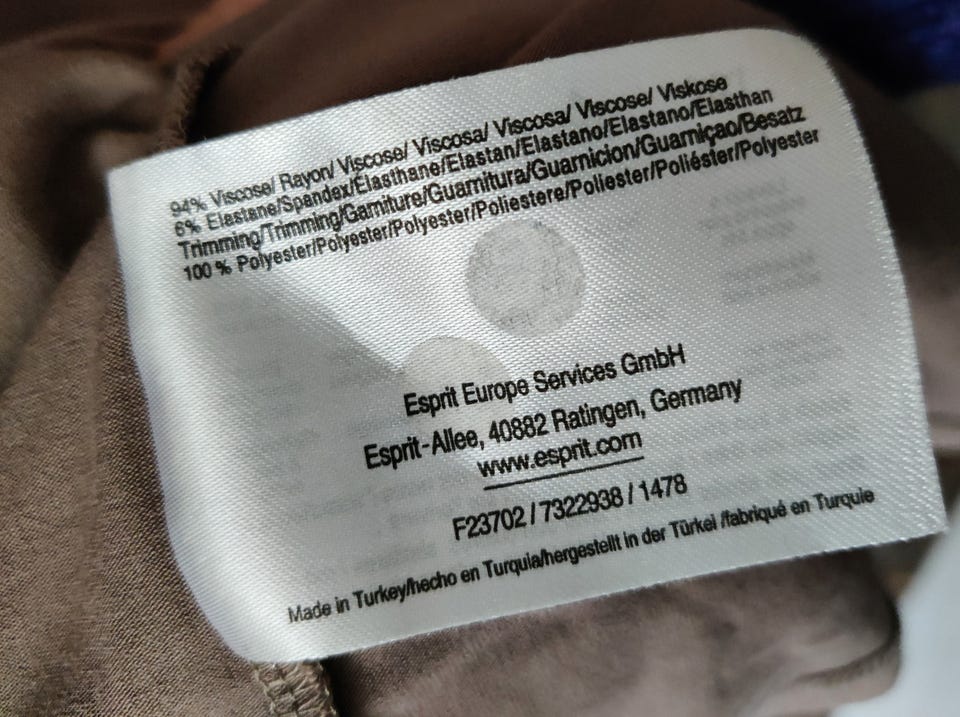 94% Viscose/ Rayon/ Viscose/ Viscosa/ Viscosa/ Viscose/ Viskose
6% Elastane/Spandex/Elasthane/Elastan/Elastano/Elastano/Elasthan
Trimming/Trimming/Garniture/Guarnitura/Guarnicion/Guarniçao/Besatz
100 % Polyester/Polyester/Polyester/Poliestere/Poliester/Poliéster/Polyester
Esprit Europe Services GmbH
Esprit-Allee, 40882 Ratingen, Germany
www.esprit.com
F23702 / 7322938 / 1478
Made in Turkey/hecho en Turquia/hergestellt in der Türkei /fabriqué en Turquie